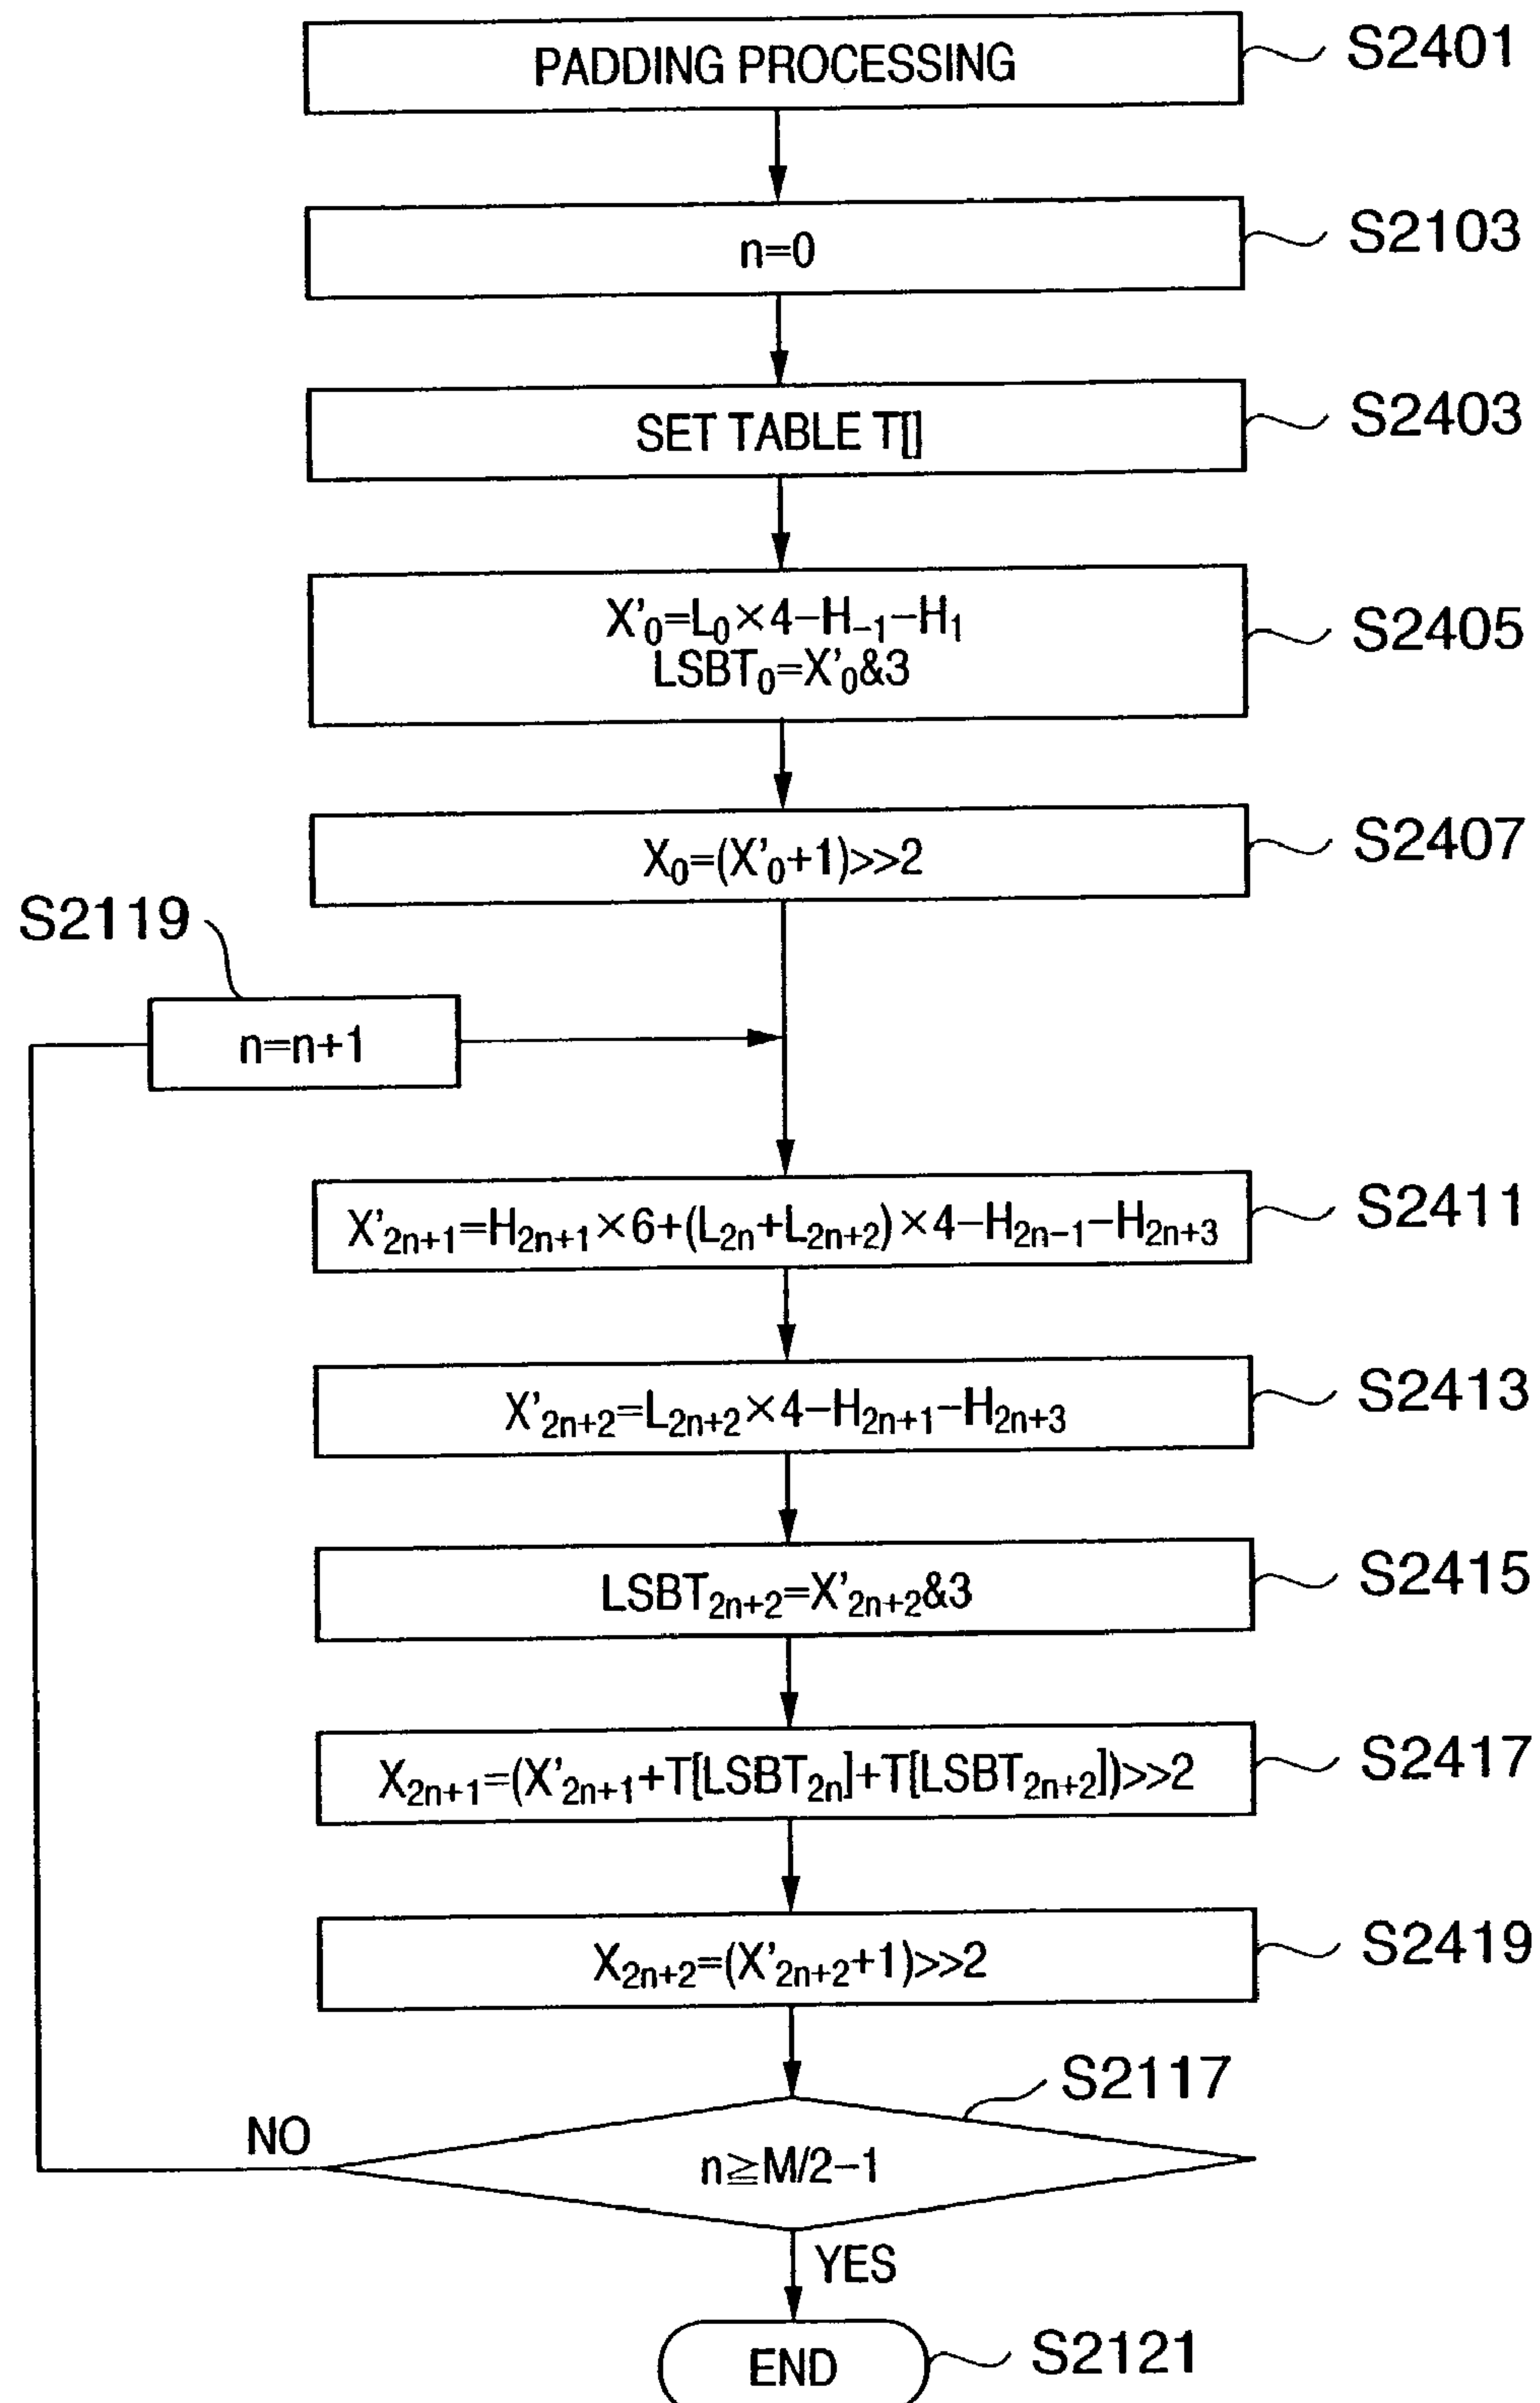 PADDING PROCESSING
S2401
n=0
S2103
SET TABLE T[]
S2403
X'₀=L₀×4−H₋₁−H₁
LSBT₀=X'₀&3
S2405
X₀=(X'₀+1)>>2
S2407
S2119
n=n+1
X'₂ₙ₊₁=H₂ₙ₊₁×6+(L₂ₙ+L₂ₙ₊₂)×4−H₂ₙ₋₁−H₂ₙ₊₃
S2411
X'₂ₙ₊₂=L₂ₙ₊₂×4−H₂ₙ₊₁−H₂ₙ₊₃
S2413
LSBT₂ₙ₊₂=X'₂ₙ₊₂&3
S2415
X₂ₙ₊₁=(X'₂ₙ₊₁+T[LSBT₂ₙ]+T[LSBT₂ₙ₊₂])>>2
S2417
X₂ₙ₊₂=(X'₂ₙ₊₂+1)>>2
S2419
S2117
NO
n≧M/2−1
YES
END
S2121